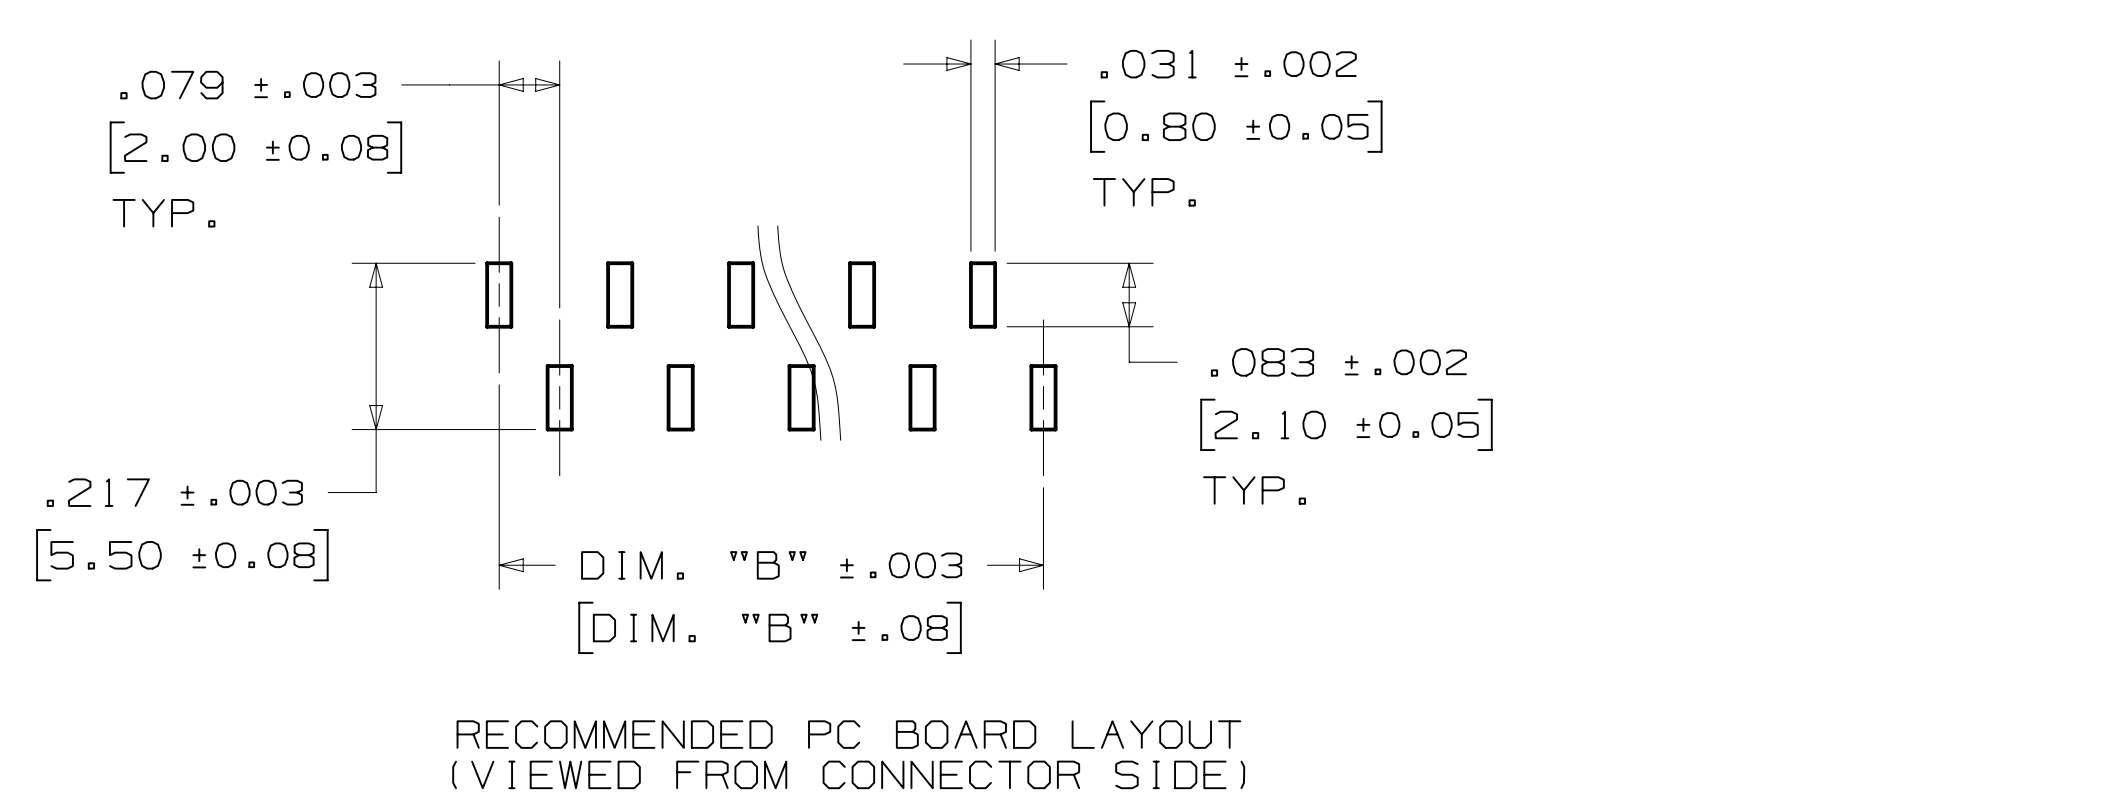 .079 ±.003
[2.00 ±0.08]
TYP.
.031 ±.002
[0.80 ±0.05]
TYP.
.083 ±.002
[2.10 ±0.05]
TYP.
.217 ±.003
[5.50 ±0.08]
DIM. "B" ±.003
[DIM. "B" ±.08]
RECOMMENDED PC BOARD LAYOUT
(VIEWED FROM CONNECTOR SIDE)